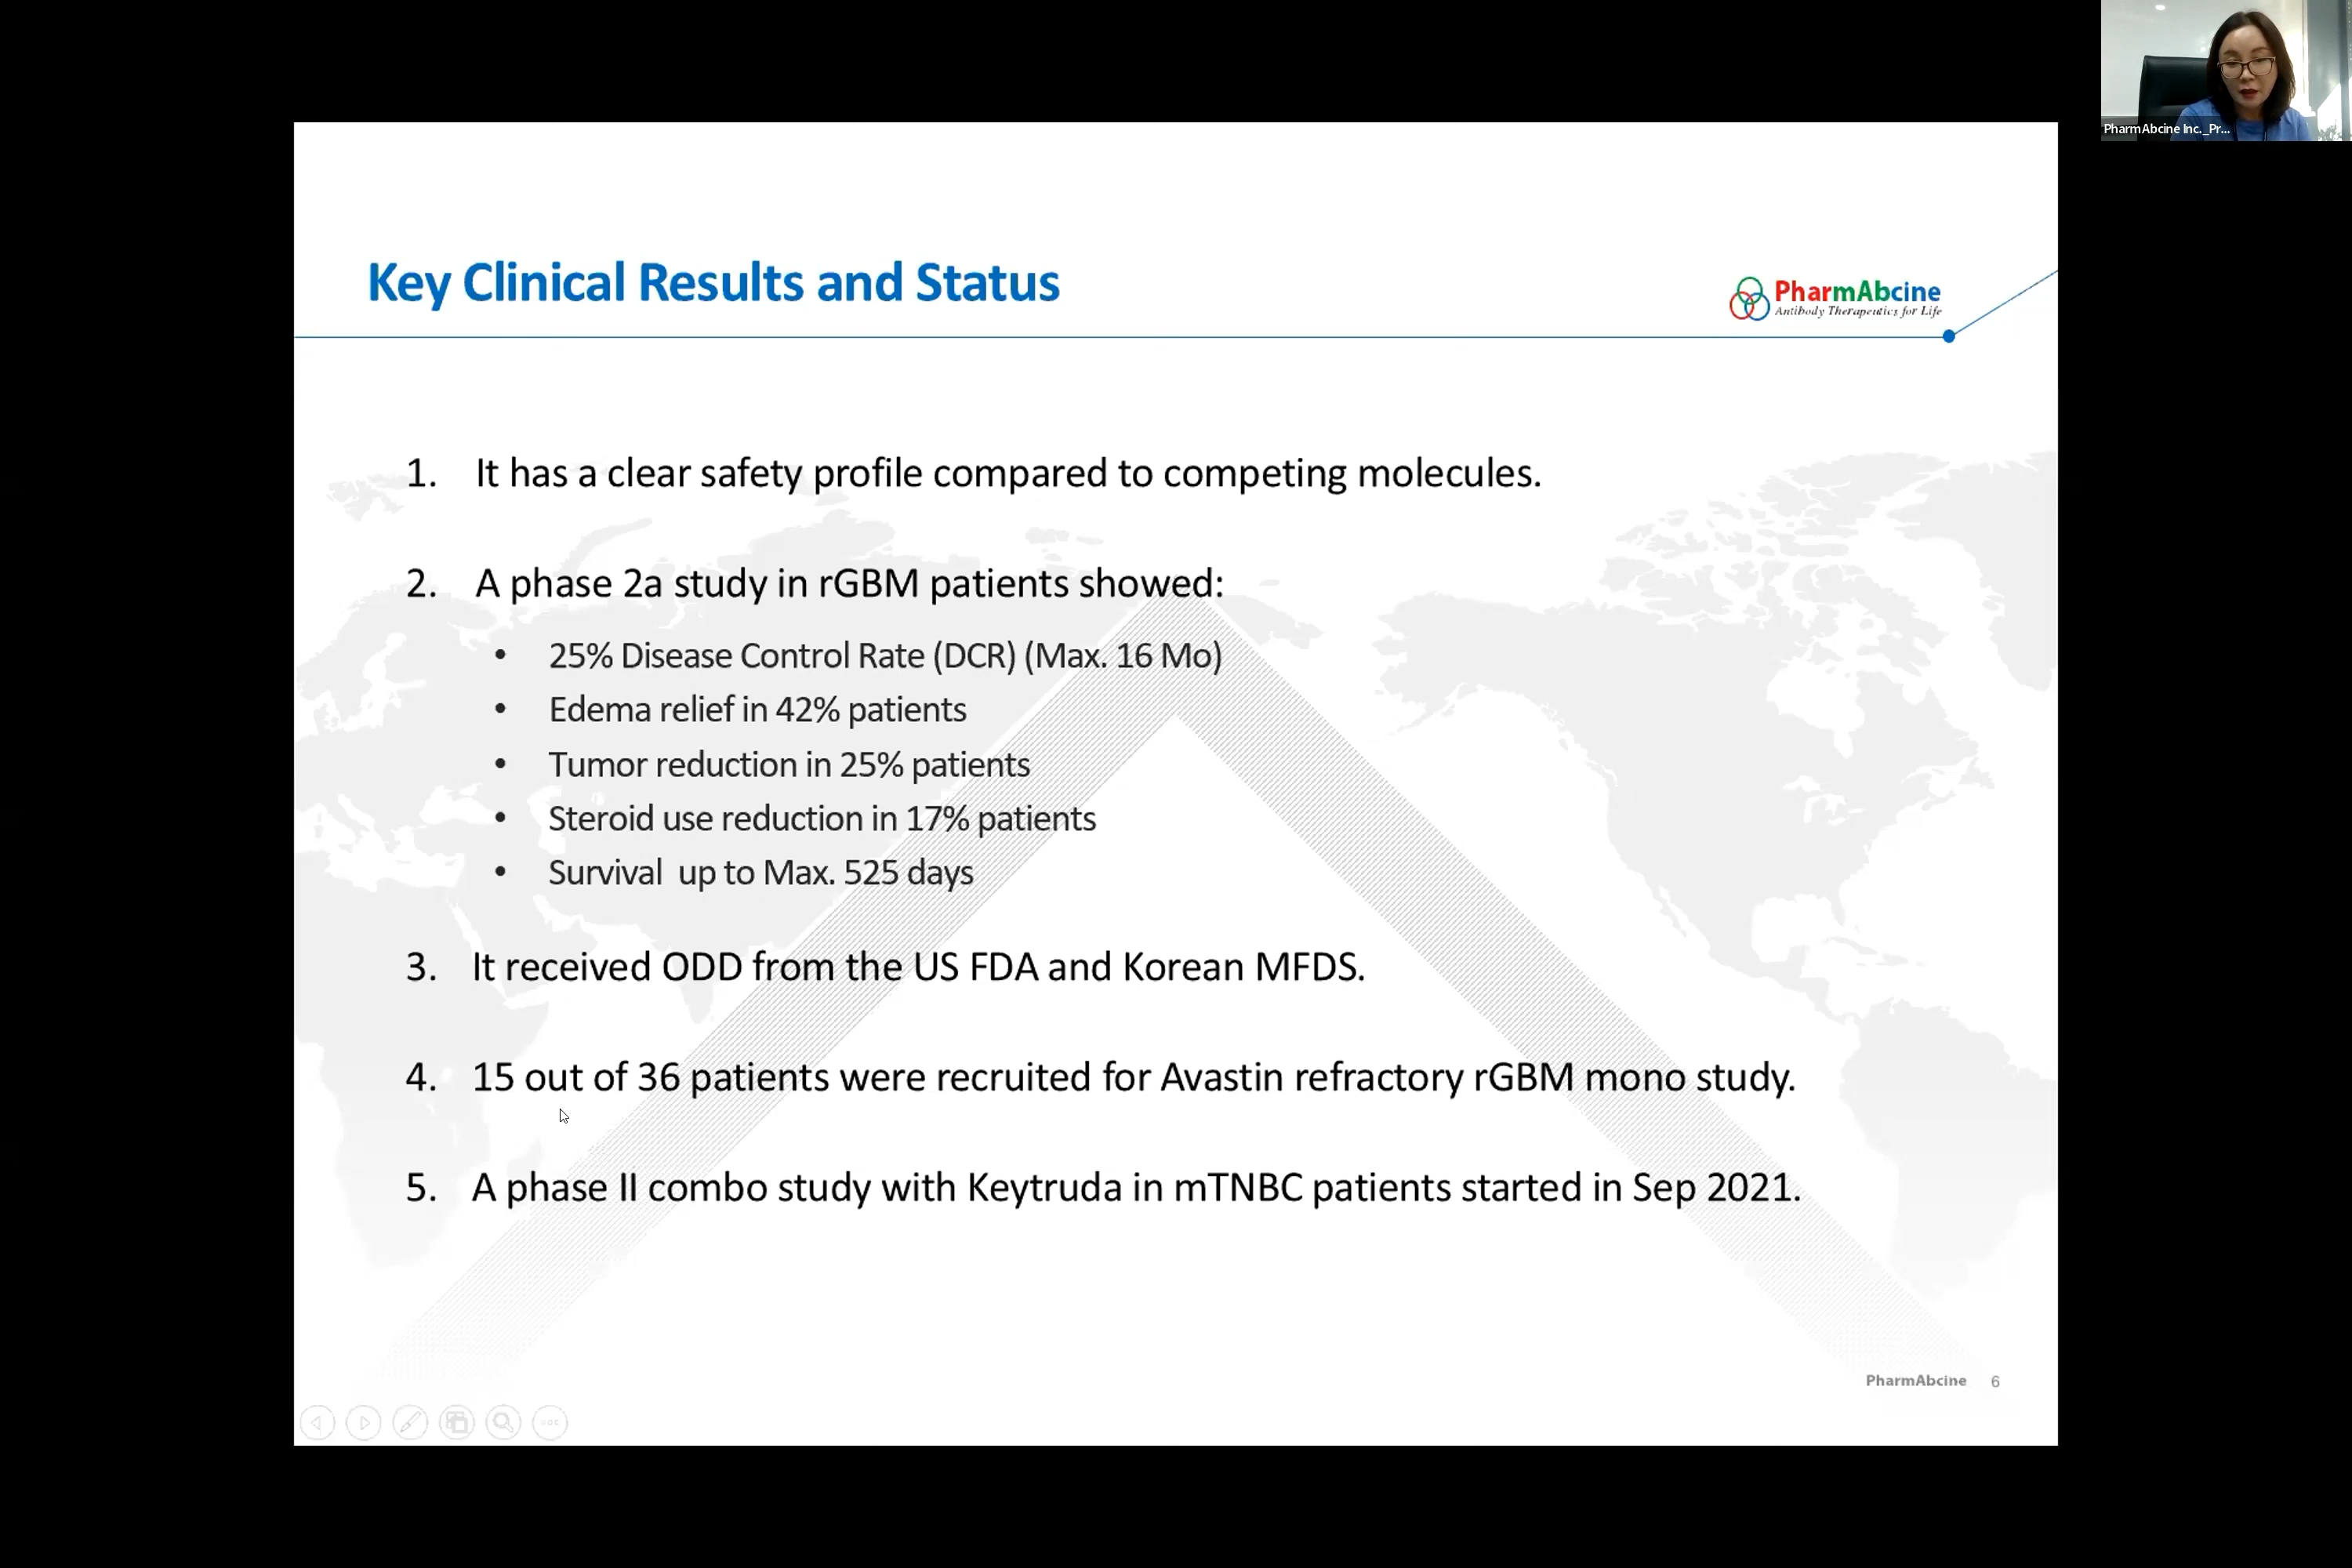 PharmAbcine Inc._Pr...
Key Clinical Results and Status
PharmAbcine
Antibody Therapeutics for Life
1. It has a clear safety profile compared to competing molecules.
2. A phase 2a study in rGBM patients showed:
• 25% Disease Control Rate (DCR) (Max. 16 Mo)
• Edema relief in 42% patients
• Tumor reduction in 25% patients
• Steroid use reduction in 17% patients
• Survival up to Max. 525 days
3. It received ODD from the US FDA and Korean MFDS.
4. 15 out of 36 patients were recruited for Avastin refractory rGBM mono study.
5. A phase II combo study with Keytruda in mTNBC patients started in Sep 2021.
PharmAbcine 6